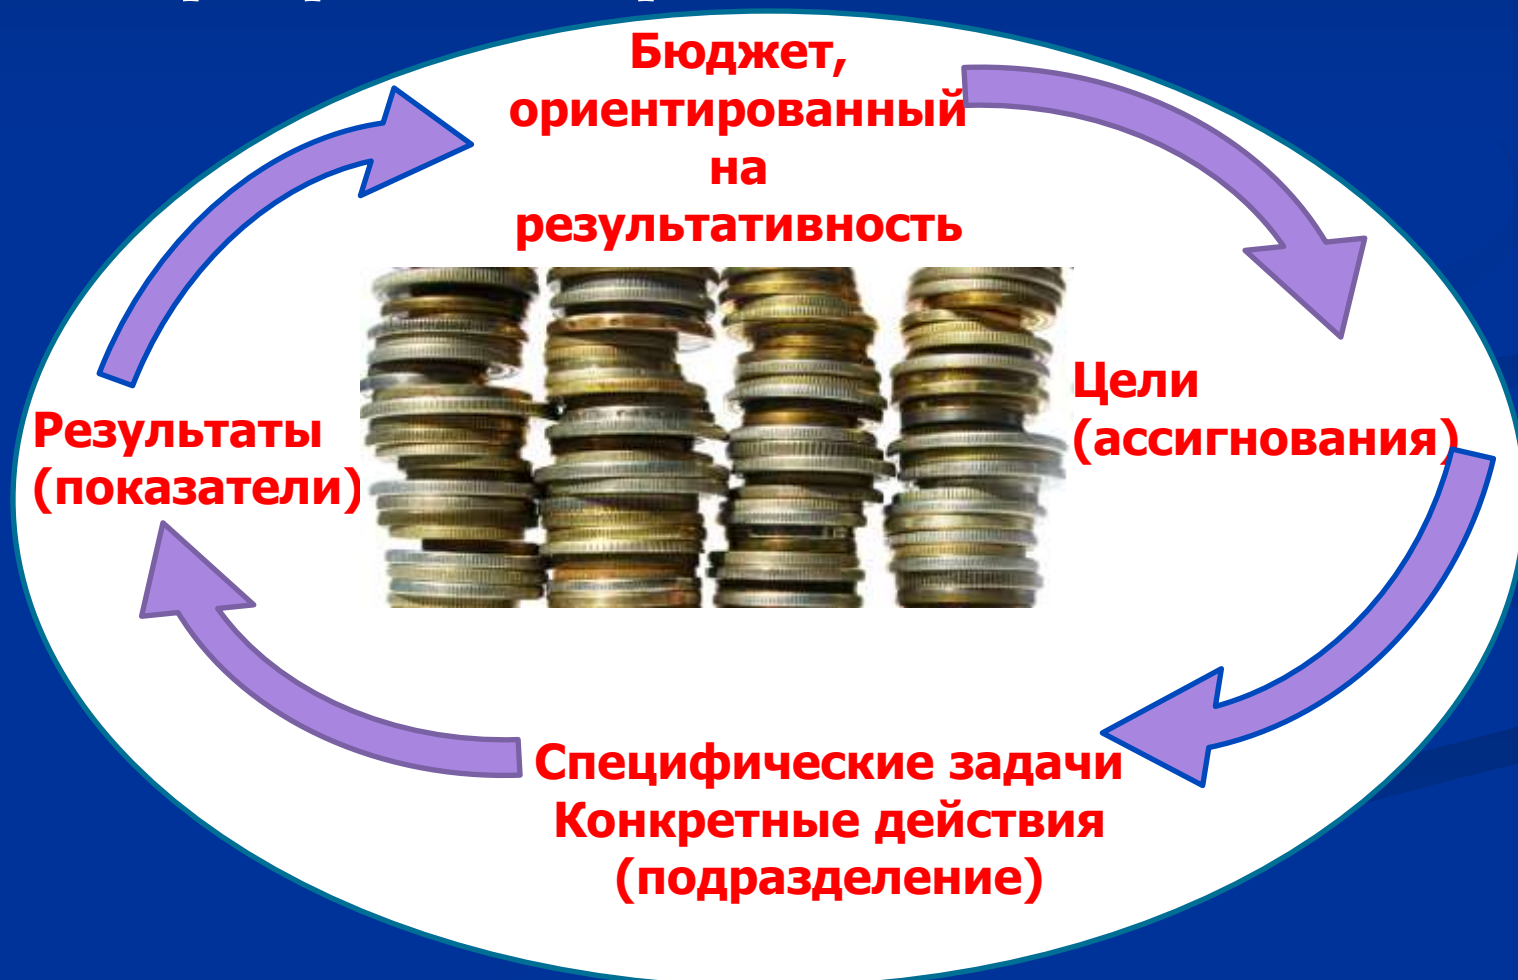 Бюджет,
ориентированный
на
результативность
Цели
(ассигнования)
Результаты
(показатели)
Специфические задачи
Конкретные действия
(подразделение)